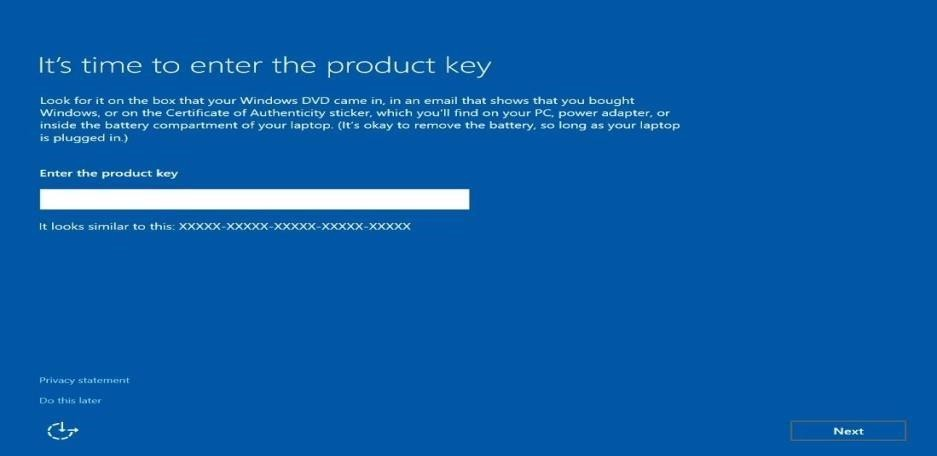 It's time to enter the product key
Look for it on the box that your Windows DVD came in, in an email that shows that you bought
Windows, or on the Certificate of Authenticity sticker, which you'll find on your PC, power adapter, or
inside the battery compartment of your laptop. (It's okay to remove the battery, so long as your laptop
is plugged in.)
Enter the product key
It looks similar to this: XXXXX-XXXXX-XXXXX-XXXXX-XXXXX
Privacy statement
Do this later
Next